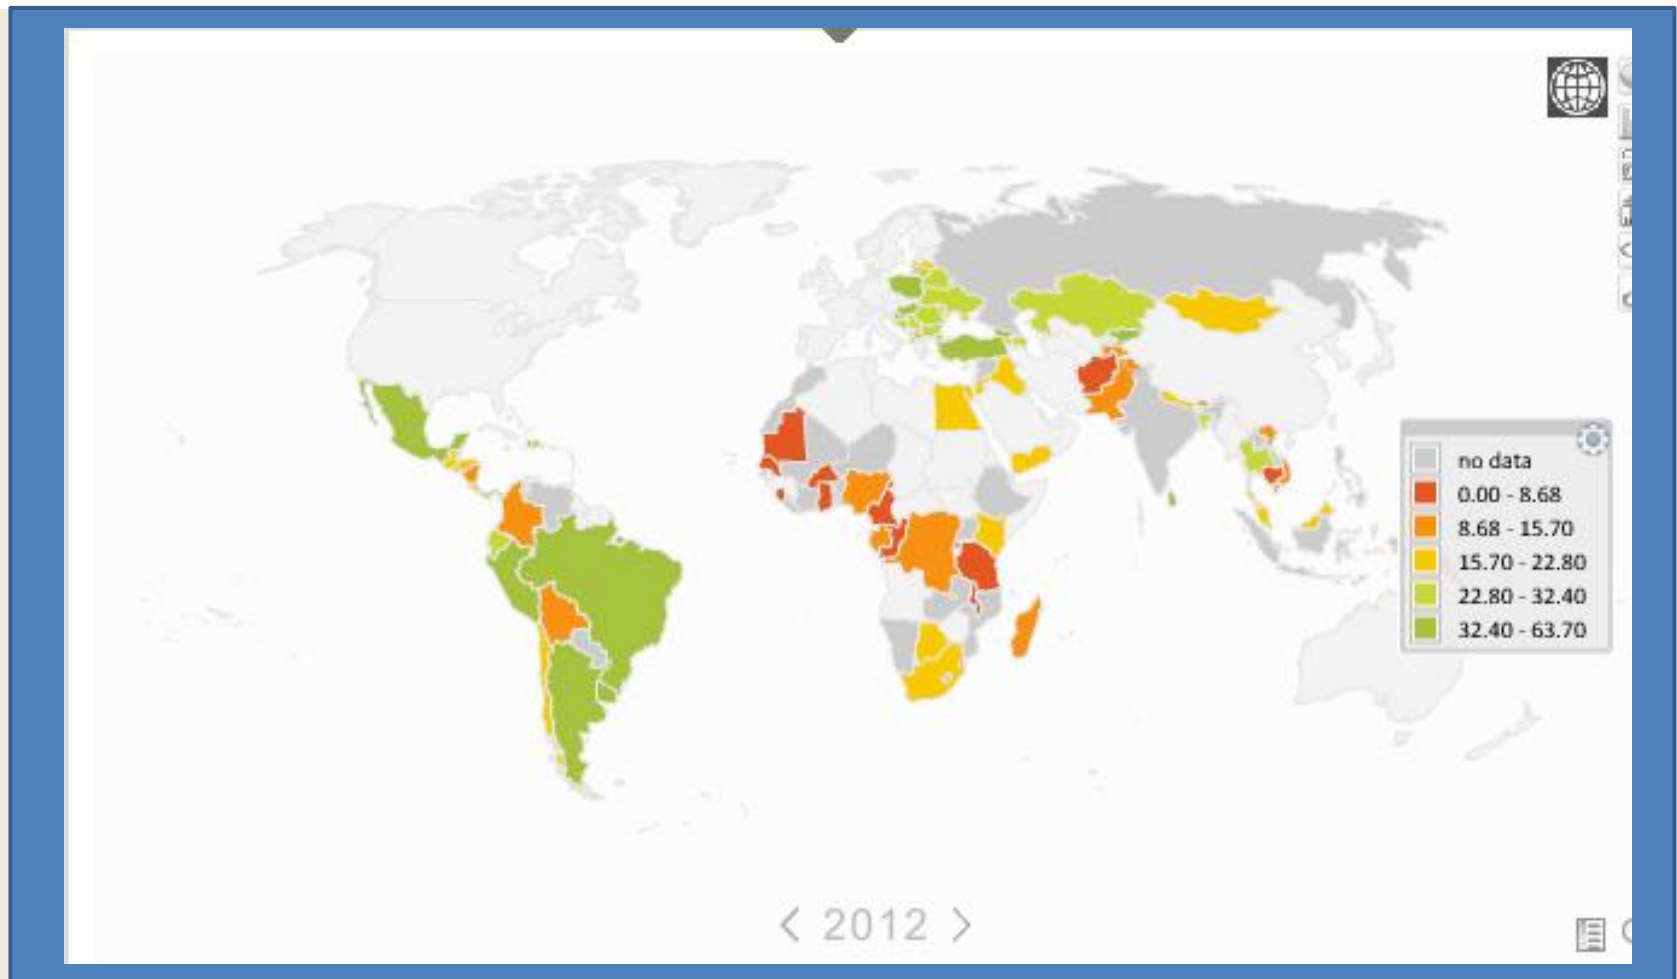 no data
0.00 - 8.68
8.68 - 15.70
15.70 - 22.80
22.80 - 32.40
32.40 - 63.70
< 2012 >